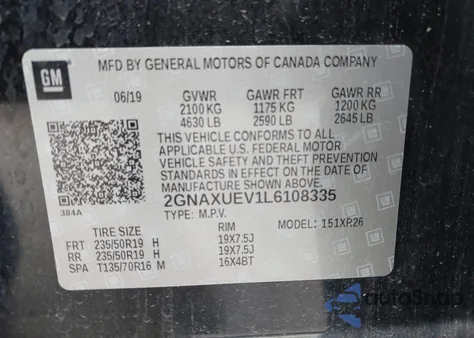 GM
MFD BY GENERAL MOTORS OF CANADA COMPANY
06/19 GVWR GAWR FRT GAWR RR
2100 KG 1175 KG 1200 KG
4630 LB 2590 LB 2645 LB
THIS VEHICLE CONFORMS TO ALL
APPLICABLE U.S. FEDERAL MOTOR
VEHICLE SAFETY AND THEFT PREVENTION
STANDARDS IN EFFECT ON THE DATE OF
MANUFACTURE SHOWN ABOVE.
384A
2GNAXUEV1L6108335
TYPE: M.P.V. MODEL: 151XR26
TIRE SIZE RIM
FRT 235/50R19 H 19X7.5J
RR 235/50R19 H 19X7.5J
SPA T135/70R16 M 16X4BT
autoSnap